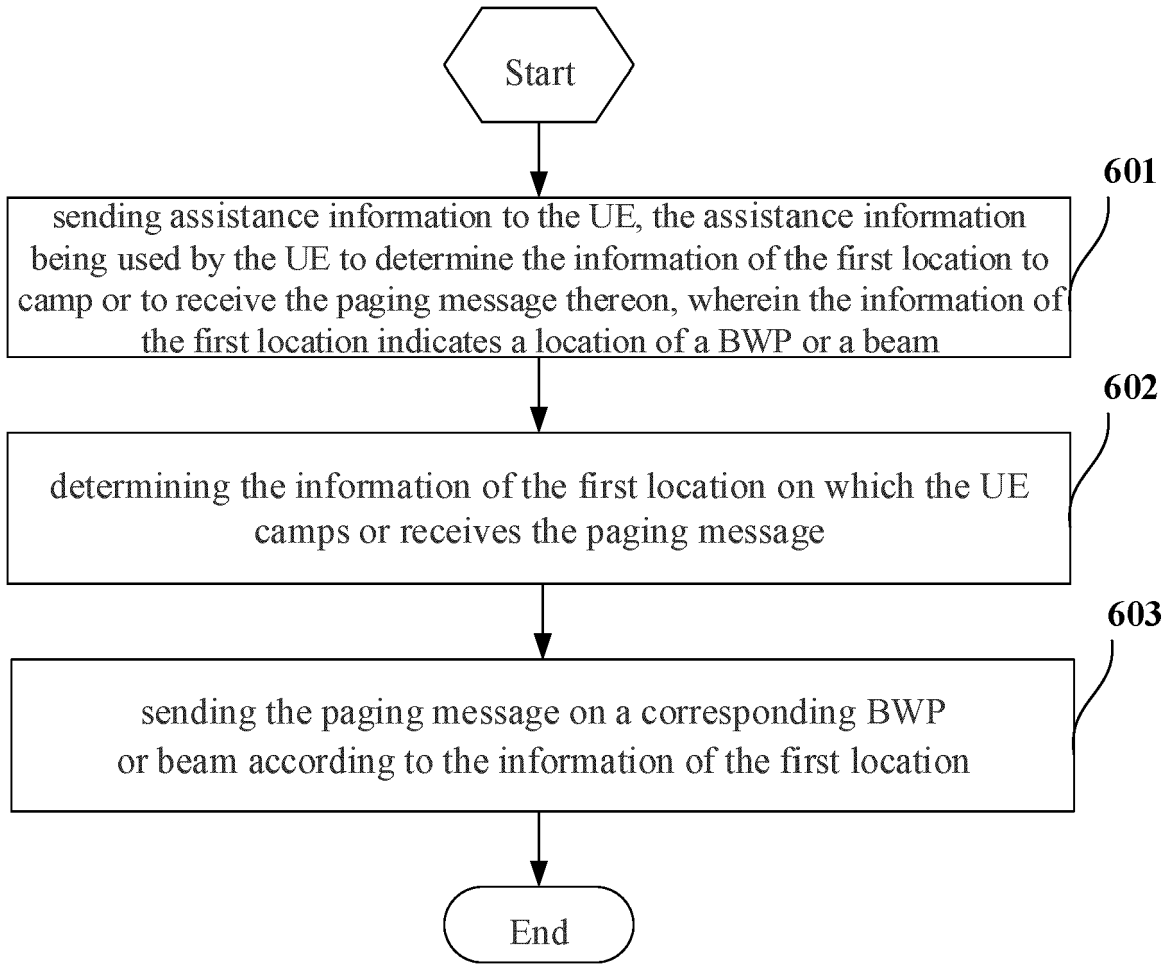 Start
601
sending assistance information to the UE, the assistance information
being used by the UE to determine the information of the first location to
camp or to receive the paging message thereon, wherein the information of
the first location indicates a location of a BWP or a beam
602
determining the information of the first location on which the UE
camps or receives the paging message
603
sending the paging message on a corresponding BWP
or beam according to the information of the first location
End